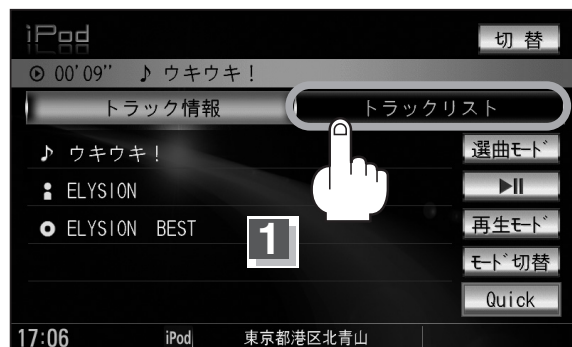 iPod
切 替
00'09'' ♪ ウキウキ!
トラック情報
トラックリスト
♪ ウキウキ!
選曲ﾓｰﾄﾞ
ELYSION
▶II
ELYSION BEST
再生ﾓｰﾄﾞ
1
ﾓｰﾄﾞ切替
Quick
17:06 iPod 東京都港区北青山